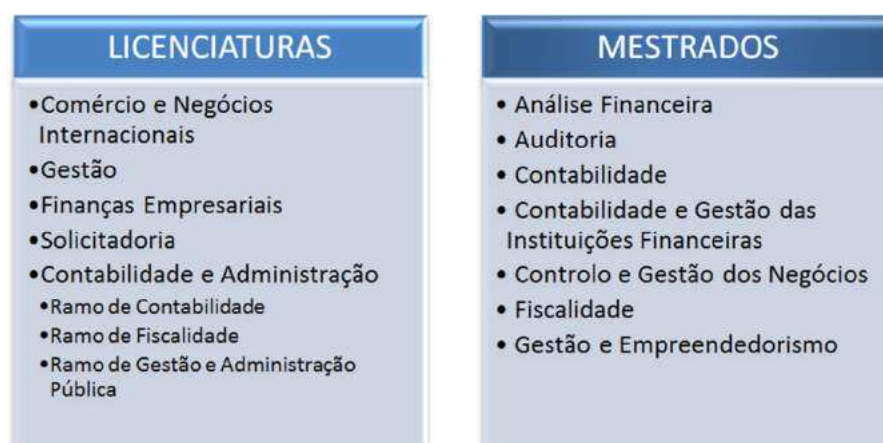 LICENCIATURAS
•Comércio e Negócios
Internacionais
•Gestão
•Finanças Empresariais
•Solicitadoria
•Contabilidade e Administração
•Ramo de Contabilidade
•Ramo de Fiscalidade
•Ramo de Gestão e Administração
Pública
MESTRADOS
• Análise Financeira
• Auditoria
• Contabilidade
• Contabilidade e Gestão das
Instituições Financeiras
• Controlo e Gestão dos Negócios
• Fiscalidade
• Gestão e Empreendedorismo